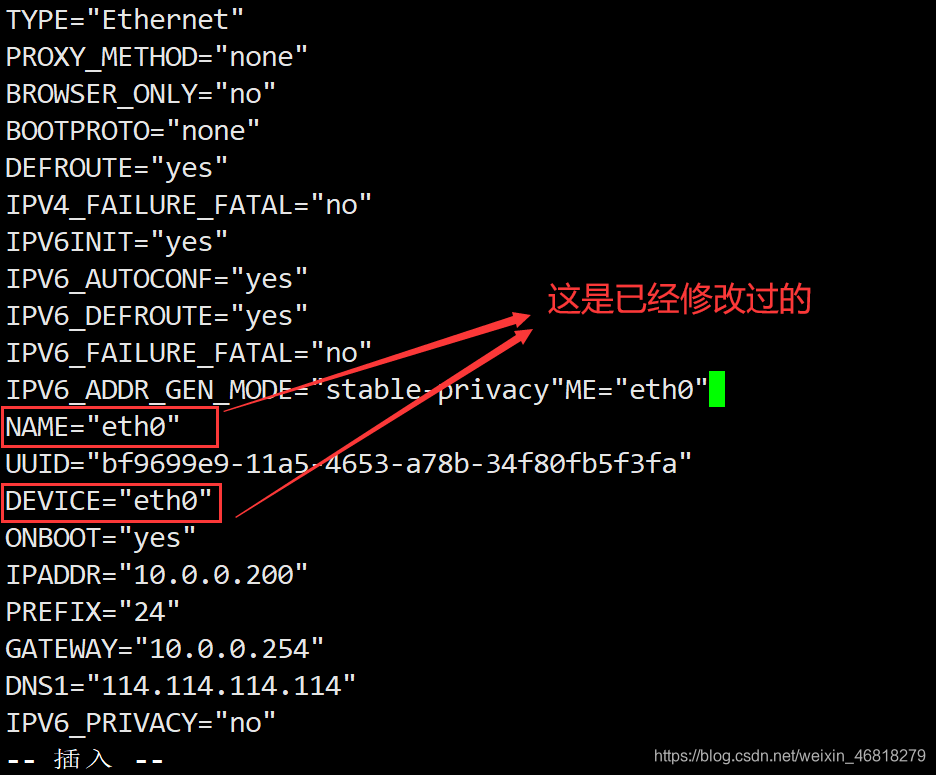 TYPE="Ethernet"
PROXY_METHOD="none"
BROWSER_ONLY="no"
BOOTPROTO="none"
DEFROUTE="yes"
IPV4_FAILURE_FATAL="no"
IPV6INIT="yes"
IPV6_AUTOCONF="yes"
这是已经修改过的
IPV6_DEFROUTE="yes"
IPV6_FAILURE_FATAL="no"
IPV6_ADDR_GEN_MODE="stable-privacy"ME="eth0"
NAME="eth0"
UUID="bf9699e9-11a5-4653-a78b-34f80fb5f3fa"
DEVICE="eth0"
ONBOOT="yes"
IPADDR="10.0.0.200"
PREFIX="24"
GATEWAY="10.0.0.254"
DNS1="114.114.114.114"
IPV6_PRIVACY="no"
-- 插入 --
https://blog.csdn.net/weixin_46818279